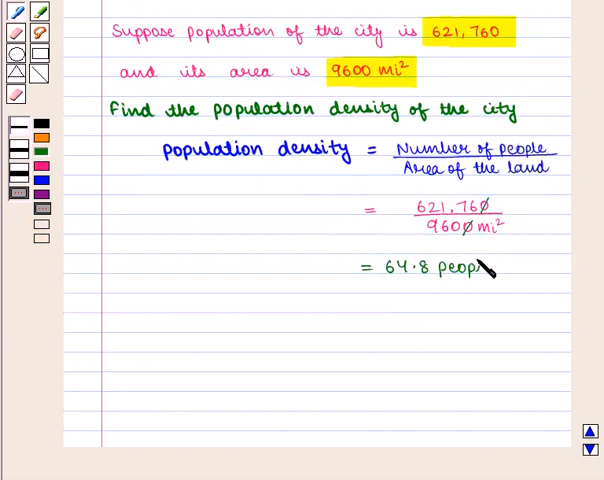 Suppose population of the city is 621,760
and its area is 9600 mi²
Find the population density of the city
Population density = Number of people / Area of the land
= 621,760 / 9600 mi²
= 64.8 peop